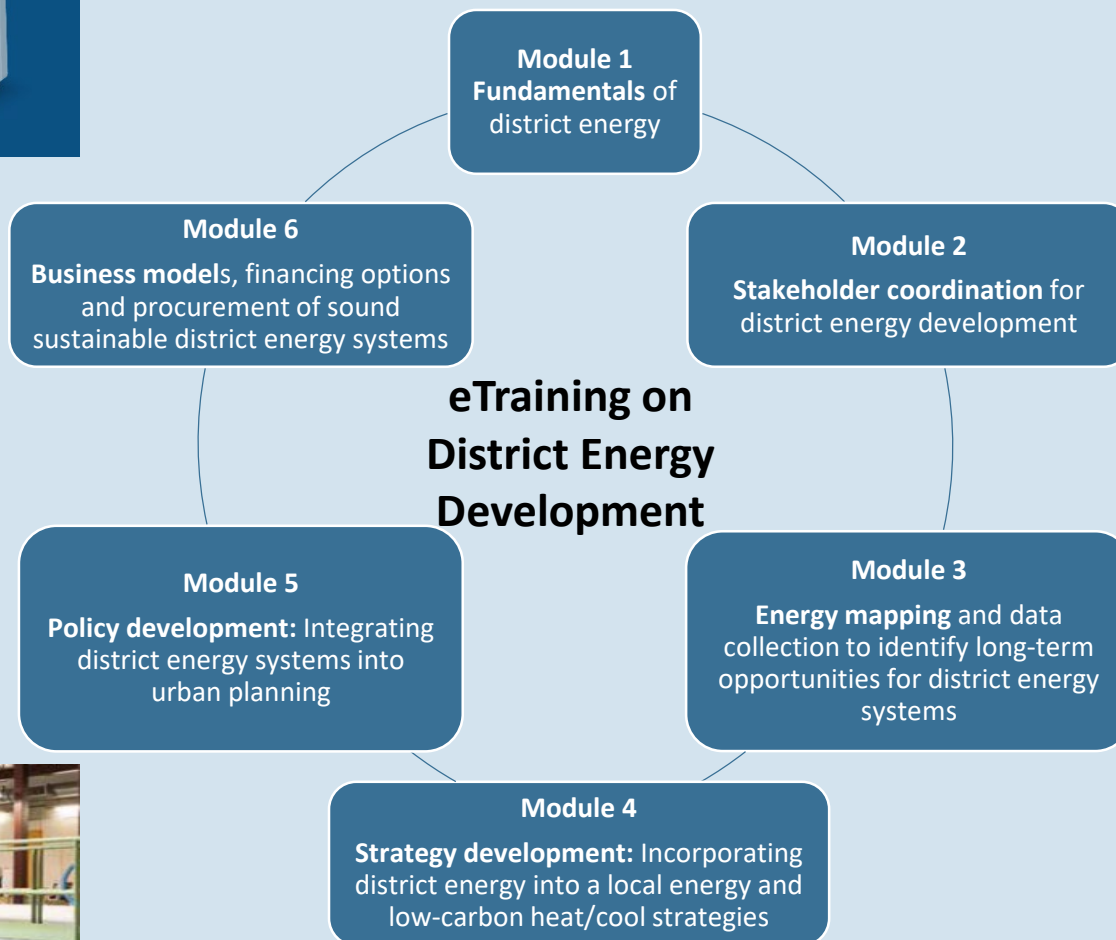 Module 1
Fundamentals of
district energy
Module 6
Business models, financing options
and procurement of sound
sustainable district energy systems
Module 2
Stakeholder coordination for
district energy development
eTraining on
District Energy
Development
Module 5
Policy development: Integrating
district energy systems into
urban planning
Module 3
Energy mapping and data
collection to identify long-term
opportunities for district energy
systems
Module 4
Strategy development: Incorporating
district energy into a local energy and
low-carbon heat/cool strategies